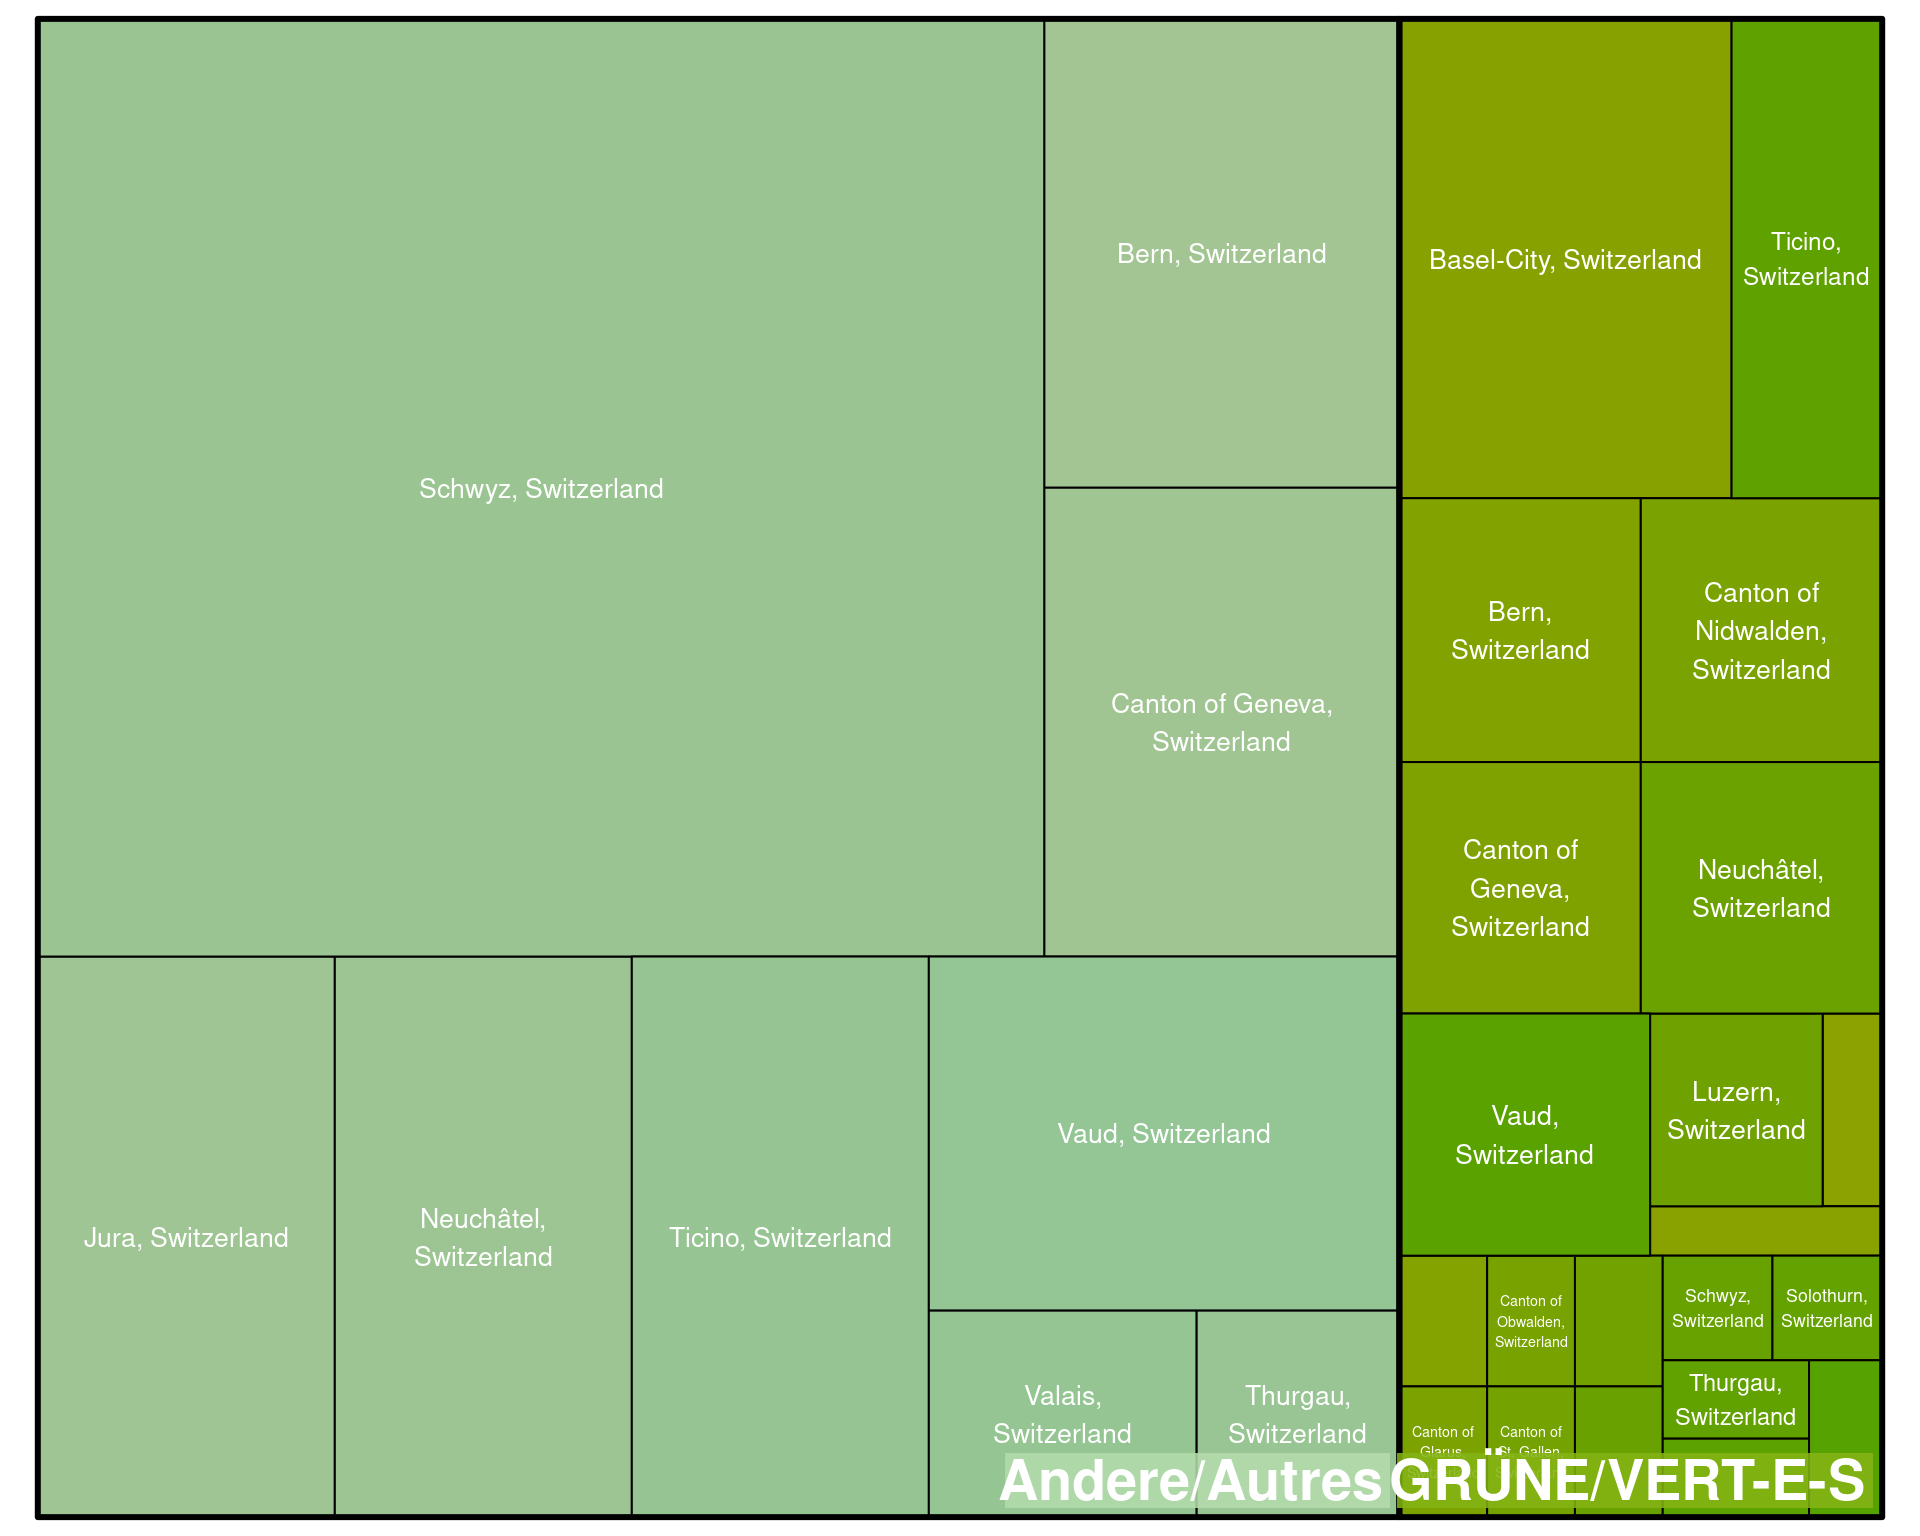 Schwyz, Switzerland
Bern, Switzerland
Canton of Geneva,
Switzerland
Jura, Switzerland
Neuchâtel,
Switzerland
Ticino, Switzerland
Vaud, Switzerland
Valais,
Switzerland
Thurgau,
Switzerland
Andere/Autres
Basel-City, Switzerland
Ticino,
Switzerland
Bern,
Switzerland
Canton of
Nidwalden,
Switzerland
Canton of
Geneva,
Switzerland
Neuchâtel,
Switzerland
Vaud,
Switzerland
Luzern,
Switzerland
Canton of
Obwalden,
Switzerland
Schwyz,
Switzerland
Solothurn,
Switzerland
Thurgau,
Switzerland
Canton of
Glarus,
Canton of
St. Gallen,
GRÜNE/VERT-E-S